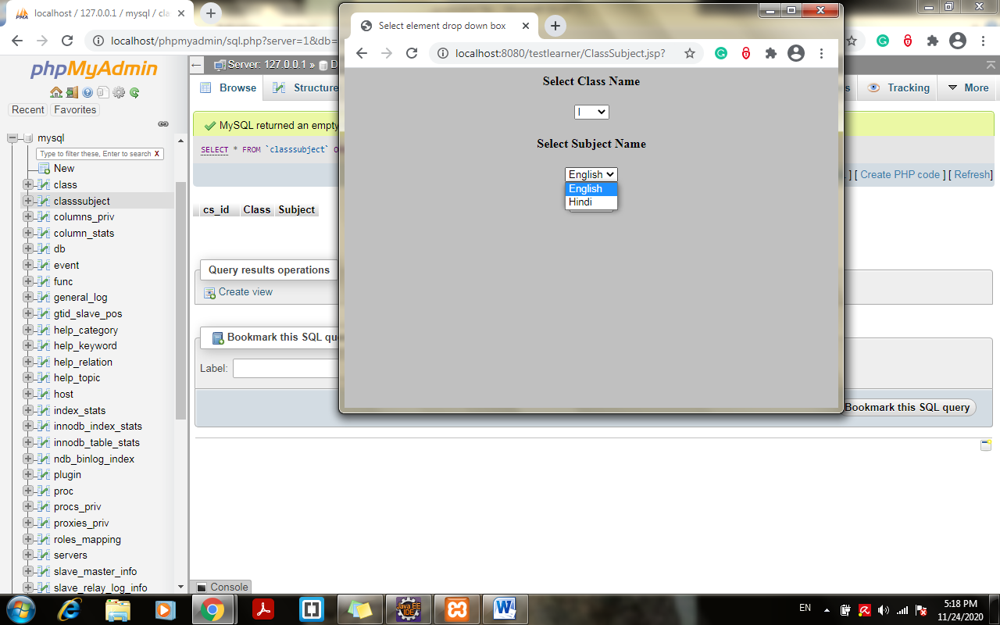 localhost / 127.0.0.1 / mysql / cla
localhost/phpmyadmin/sql.php?server=1&db=
phpMyAdmin
Recent Favorites
mysql
Type to filter these, Enter to search X
New
class
classsubject
columns_priv
column_stats
db
event
func
general_log
gtid_slave_pos
help_category
help_keyword
help_relation
help_topic
host
index_stats
innodb_index_stats
innodb_table_stats
ndb_binlog_index
plugin
proc
procs_priv
proxies_priv
roles_mapping
servers
slave_master_info
slave_relay_log_info
Server: 127.0.0.1 » D
Browse Structure s Tracking More
MySQL returned an empty
SELECT * FROM `classsubject` O
] [ Create PHP code ] [ Refresh]
cs_id Class Subject
Query results operations
Create view
Bookmark this SQL qu
Label:
Bookmark this SQL query
Console
Select element drop down box
localhost:8080/testlearner/ClassSubject.jsp?
Select Class Name
I
Select Subject Name
English
English
Hindi
Java EE
IDE
W
EN
5:18 PM
11/24/2020